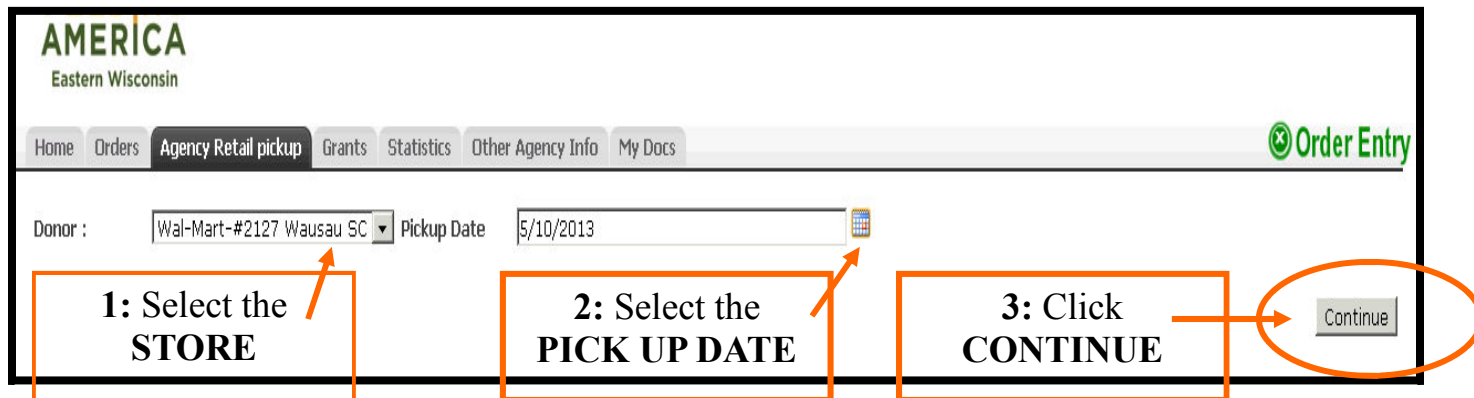 AMERICA
Eastern Wisconsin
Home Orders Agency Retail pickup Grants Statistics Other Agency Info My Docs Order Entry
Donor : Wal-Mart-#2127 Wausau SC Pickup Date 5/10/2013
1: Select the
STORE
2: Select the
PICK UP DATE
3: Click
CONTINUE
Continue